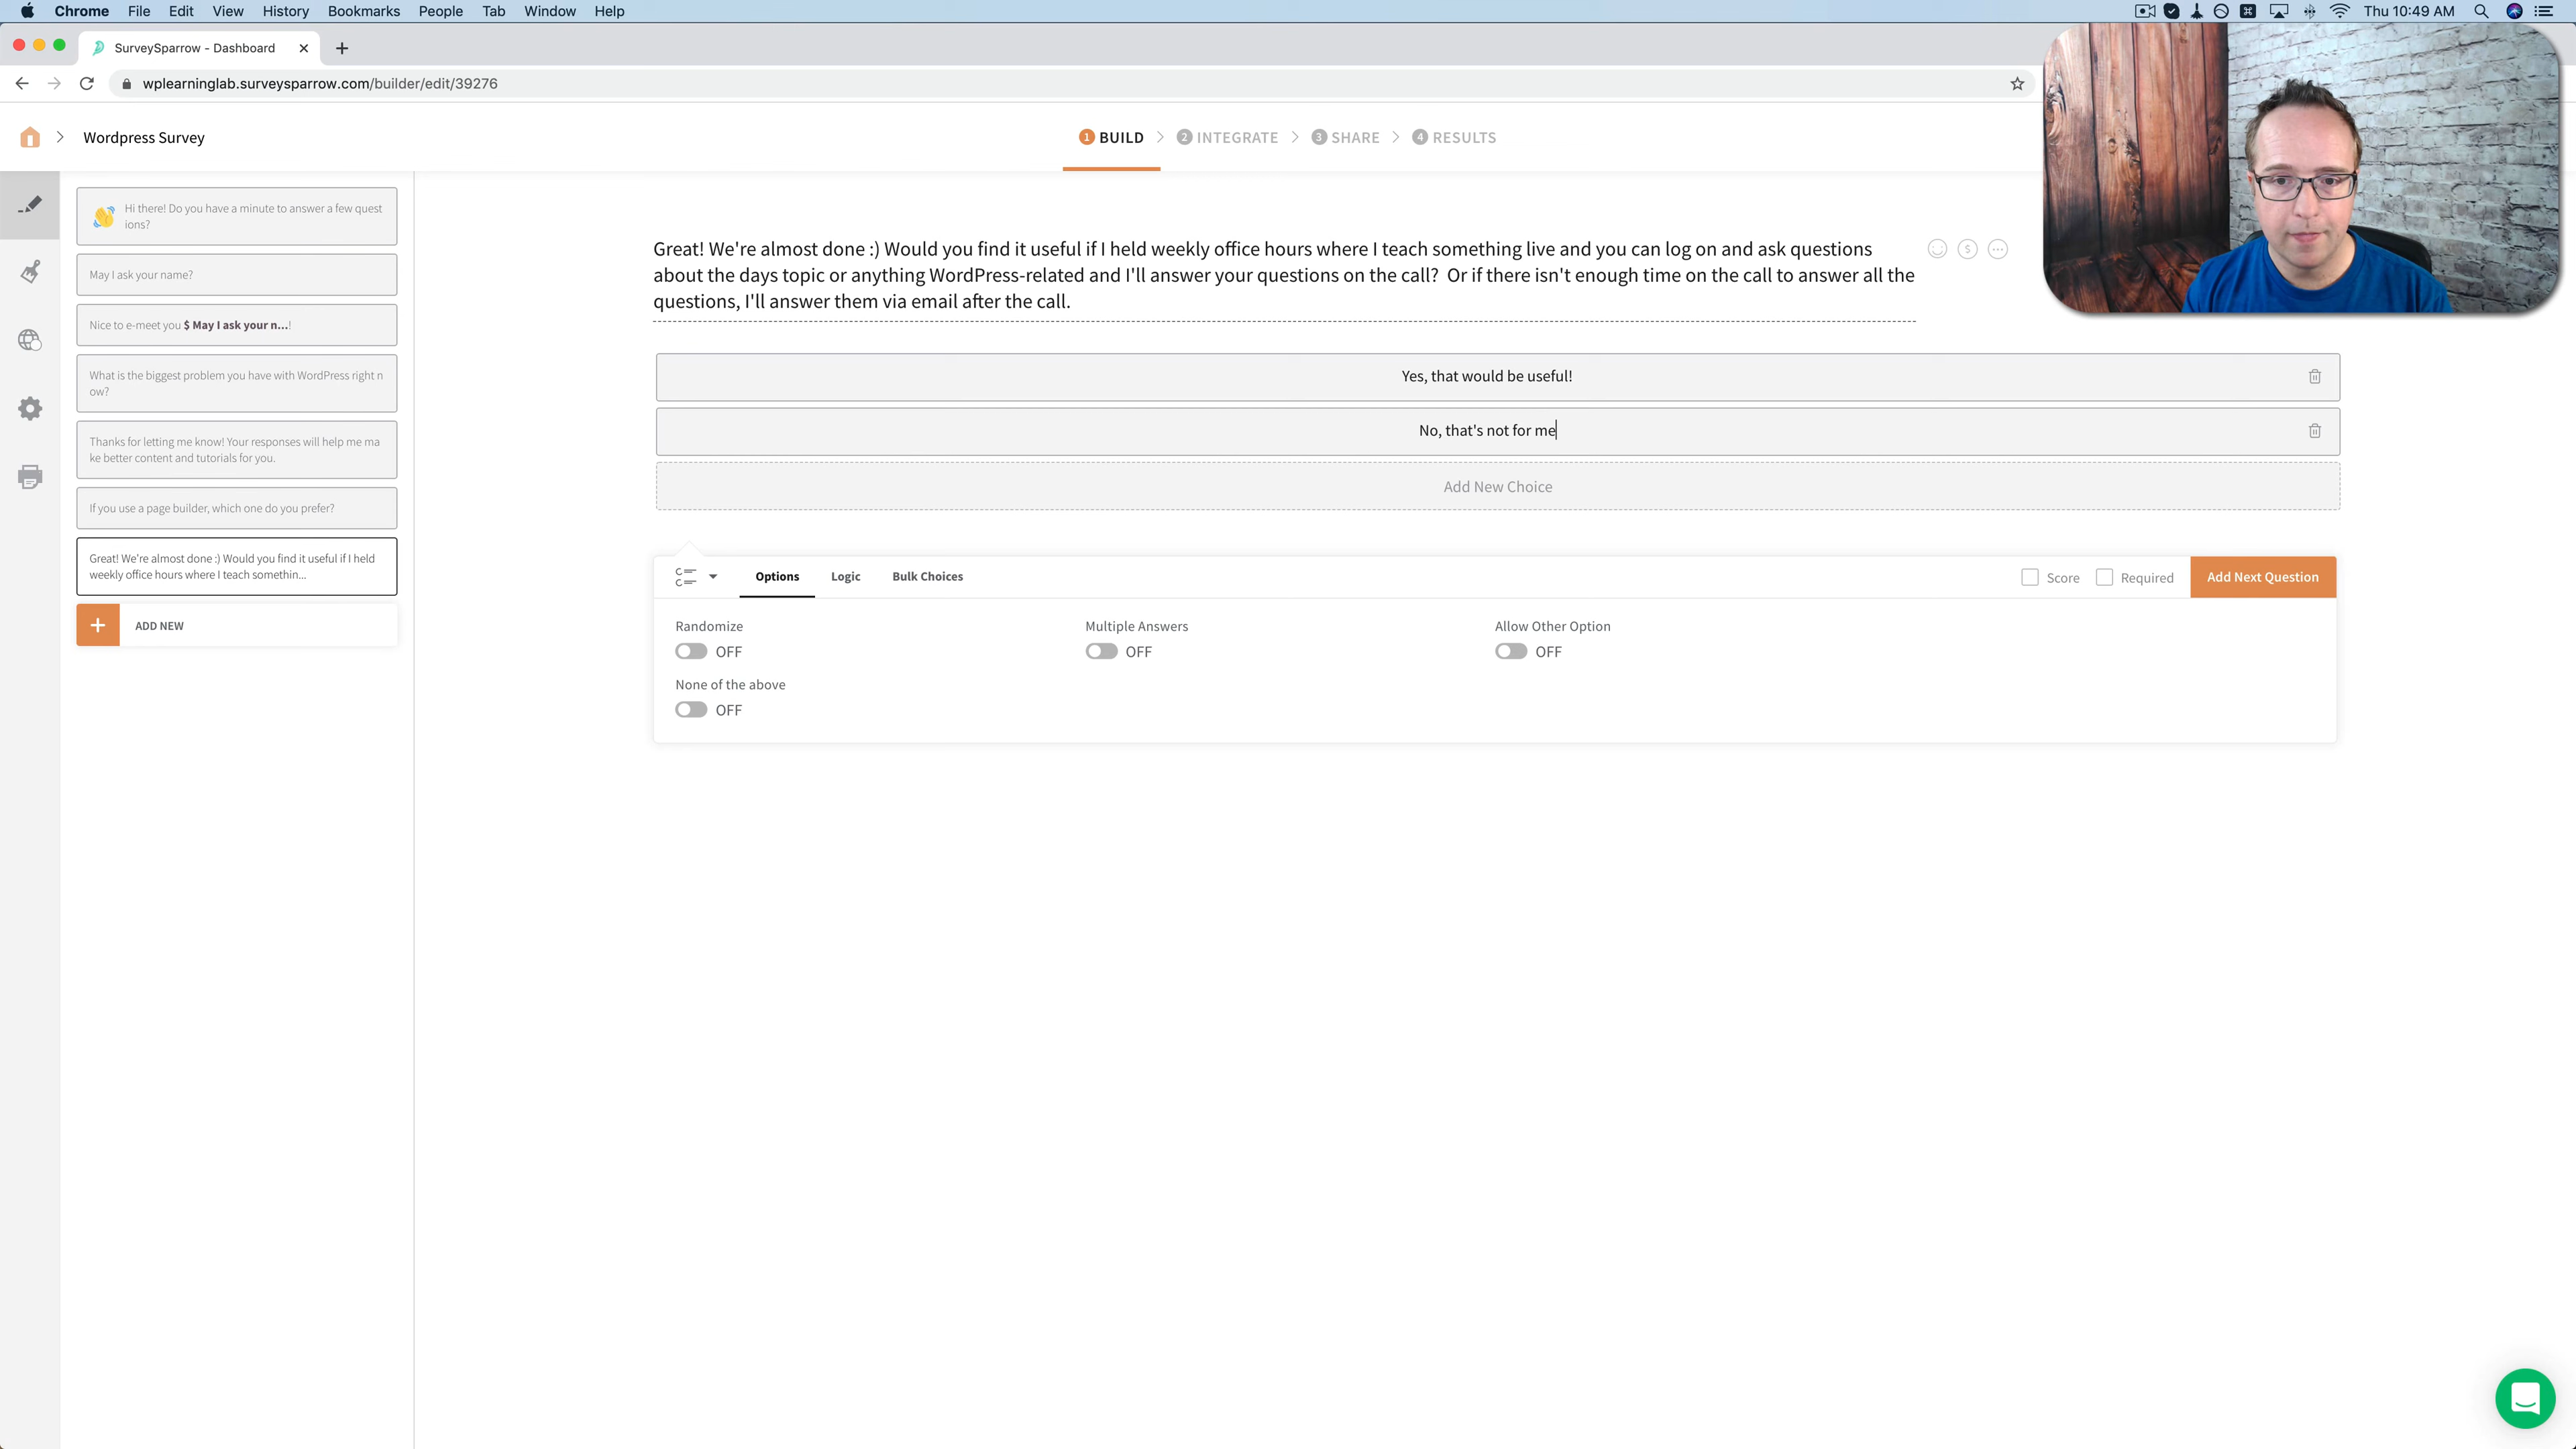 Chrome File Edit View History Bookmarks People Tab Window Help
Thu 10:49 AM
SurveySparrow - Dashboard
wplearninglab.surveysparrow.com/builder/edit/39276
Wordpress Survey
1 BUILD 2 INTEGRATE 3 SHARE 4 RESULTS
Hi there! Do you have a minute to answer a few quest
ions?
May I ask your name?
Nice to e-meet you $ May I ask your n...!
What is the biggest problem you have with WordPress right n
ow?
Thanks for letting me know! Your responses will help me ma
ke better content and tutorials for you.
If you use a page builder, which one do you prefer?
Great! We're almost done :) Would you find it useful if I held
weekly office hours where I teach somethin...
ADD NEW
Great! We're almost done :) Would you find it useful if I held weekly office hours where I teach something live and you can log on and ask questions
about the days topic or anything WordPress-related and I'll answer your questions on the call?  Or if there isn't enough time on the call to answer all the
questions, I'll answer them via email after the call.
Yes, that would be useful!
No, that's not for me
Add New Choice
Options Logic Bulk Choices
Score Required Add Next Question
Randomize Multiple Answers Allow Other Option
OFF OFF OFF
None of the above
OFF